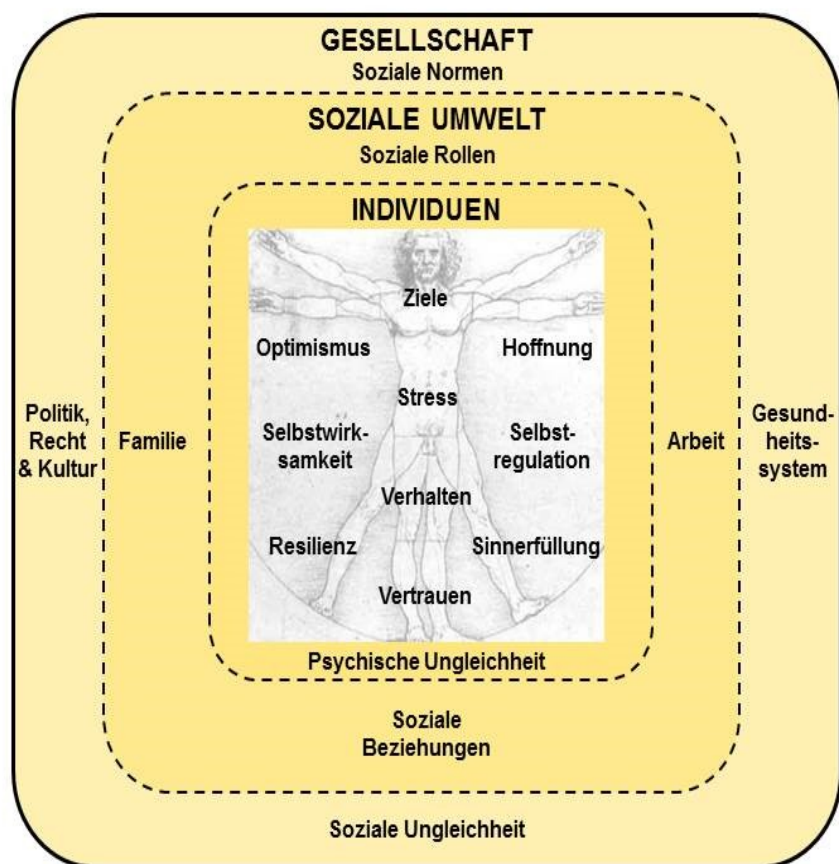 GESELLSCHAFT
Soziale Normen
SOZIALE UMWELT
Soziale Rollen
INDIVIDUEN
Ziele
Optimismus
Hoffnung
Stress
Politik,
Recht
& Kultur
Familie
Selbstwirk-
samkeit
Selbst-
regulation
Arbeit
Gesund-
heits-
system
Verhalten
Resilienz
Sinnerfüllung
Vertrauen
Psychische Ungleichheit
Soziale
Beziehungen
Soziale Ungleichheit